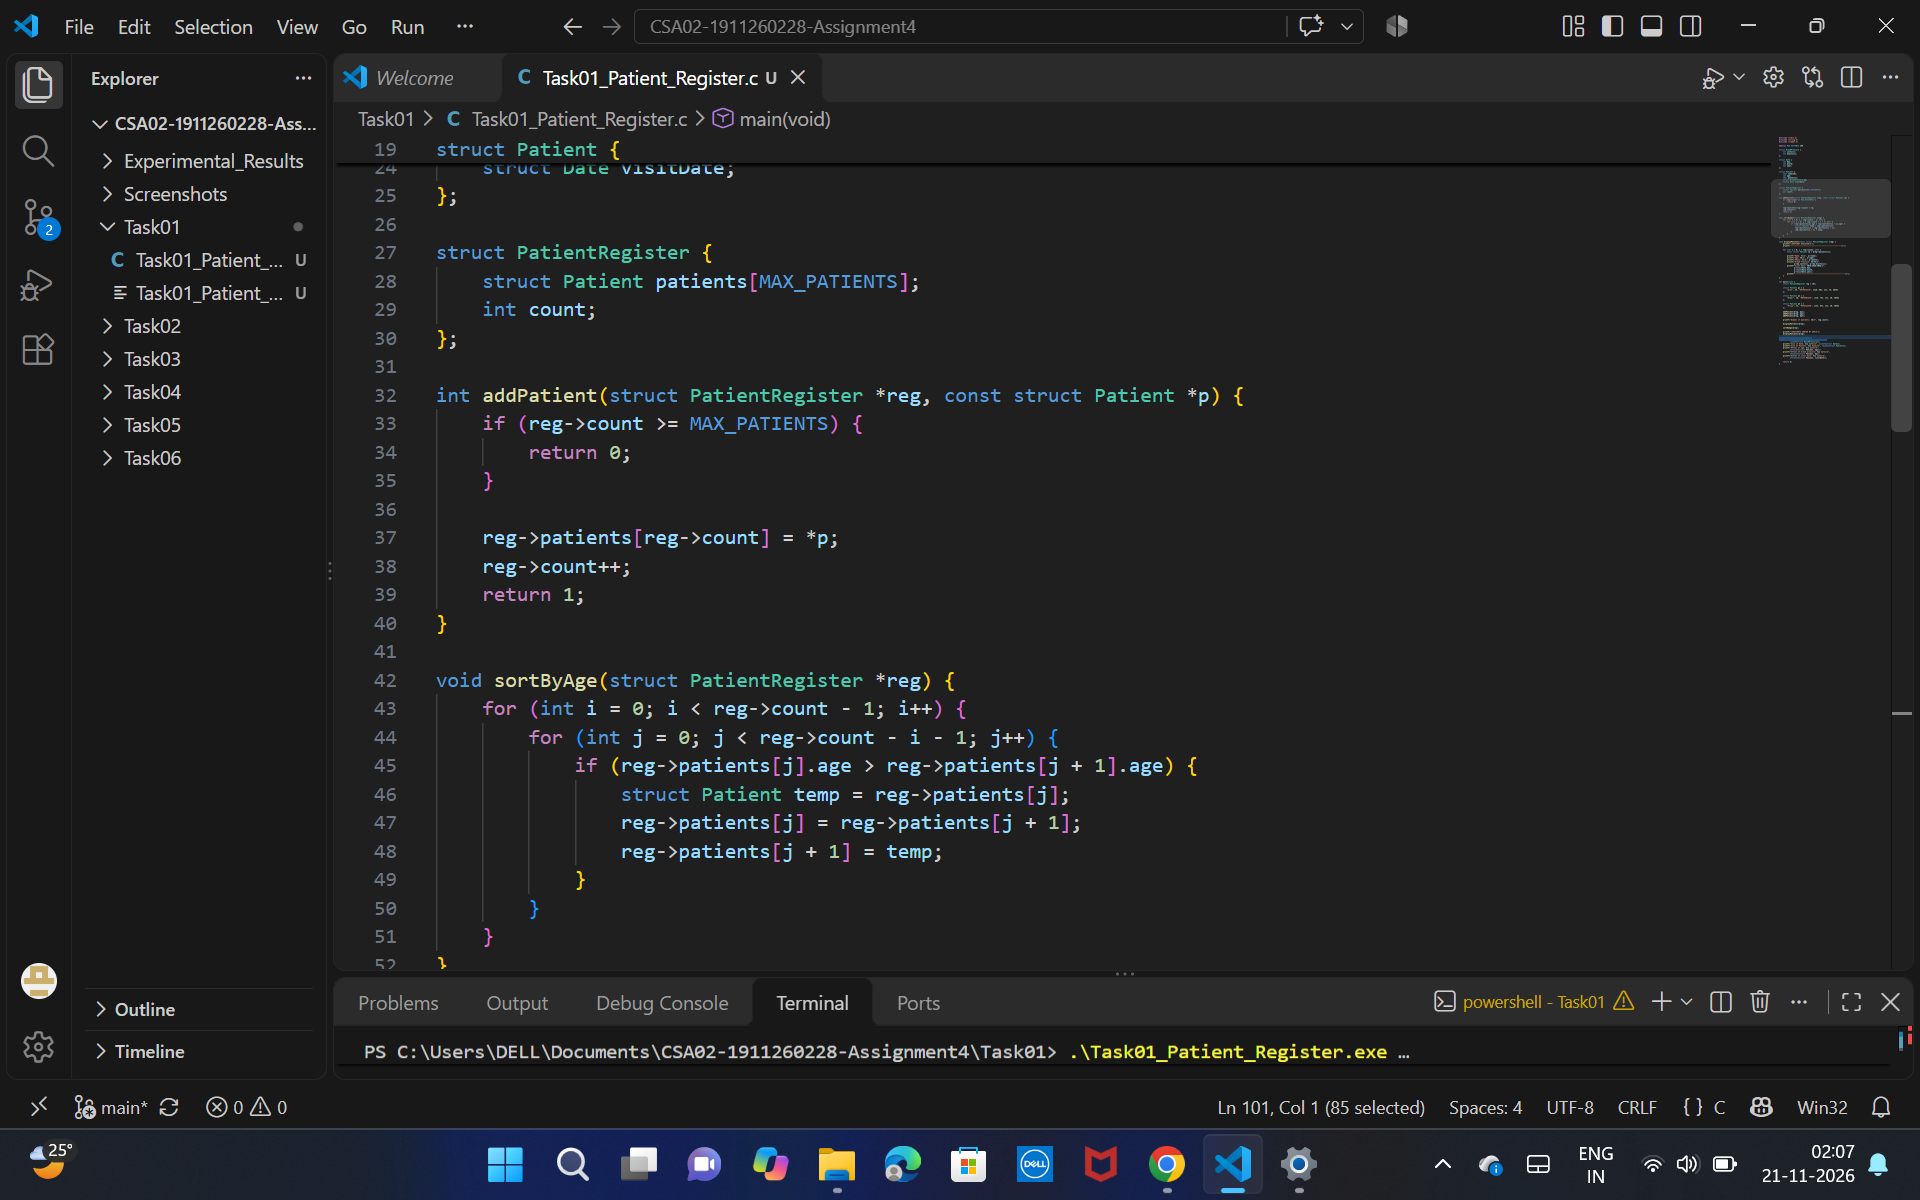 File Edit Selection View Go Run ···
CSA02-1911260228-Assignment4
Explorer
CSA02-1911260228-Ass...
Experimental_Results
Screenshots
2
Task01
C Task01_Patient_... U
Task01_Patient_... U
Task02
Task03
Task04
Task05
Task06
Outline
Timeline
Welcome
C Task01_Patient_Register.c U
Task01 > C Task01_Patient_Register.c > main(void)
19 struct Patient {
24 struct Date visitDate;
25 };
26
27 struct PatientRegister {
28 struct Patient patients[MAX_PATIENTS];
29 int count;
30 };
31
32 int addPatient(struct PatientRegister *reg, const struct Patient *p) {
33 if (reg->count >= MAX_PATIENTS) {
34 return 0;
35 }
36
37 reg->patients[reg->count] = *p;
38 reg->count++;
39 return 1;
40 }
41
42 void sortByAge(struct PatientRegister *reg) {
43 for (int i = 0; i < reg->count - 1; i++) {
44 for (int j = 0; j < reg->count - i - 1; j++) {
45 if (reg->patients[j].age > reg->patients[j + 1].age) {
46 struct Patient temp = reg->patients[j];
47 reg->patients[j] = reg->patients[j + 1];
48 reg->patients[j + 1] = temp;
49 }
50 }
51 }
52 }
Problems Output Debug Console Terminal Ports
powershell - Task01
PS C:\Users\DELL\Documents\CSA02-1911260228-Assignment4\Task01> .\Task01_Patient_Register.exe …
main* 0 0
Ln 101, Col 1 (85 selected) Spaces: 4 UTF-8 CRLF { } C Win32
25°
DELL
ENG
IN
02:07
21-11-2026